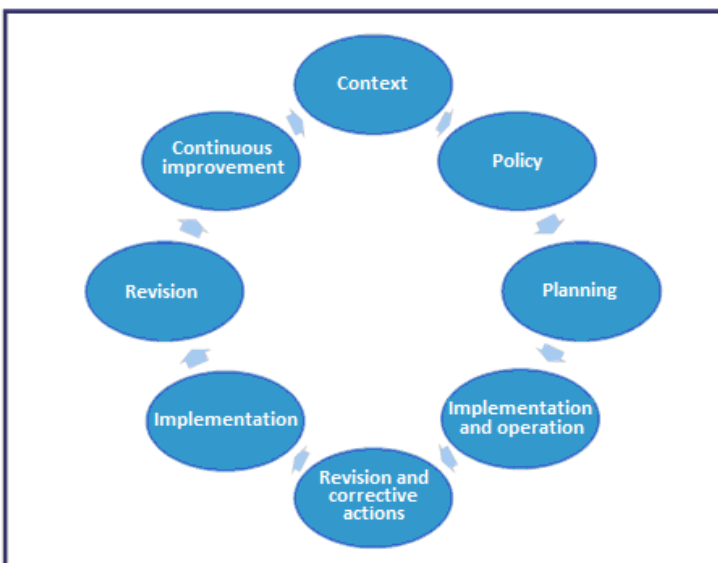 Context
Policy
Planning
Implementation
and operation
Revision and
corrective
actions
Implementation
Revision
Continuous
improvement